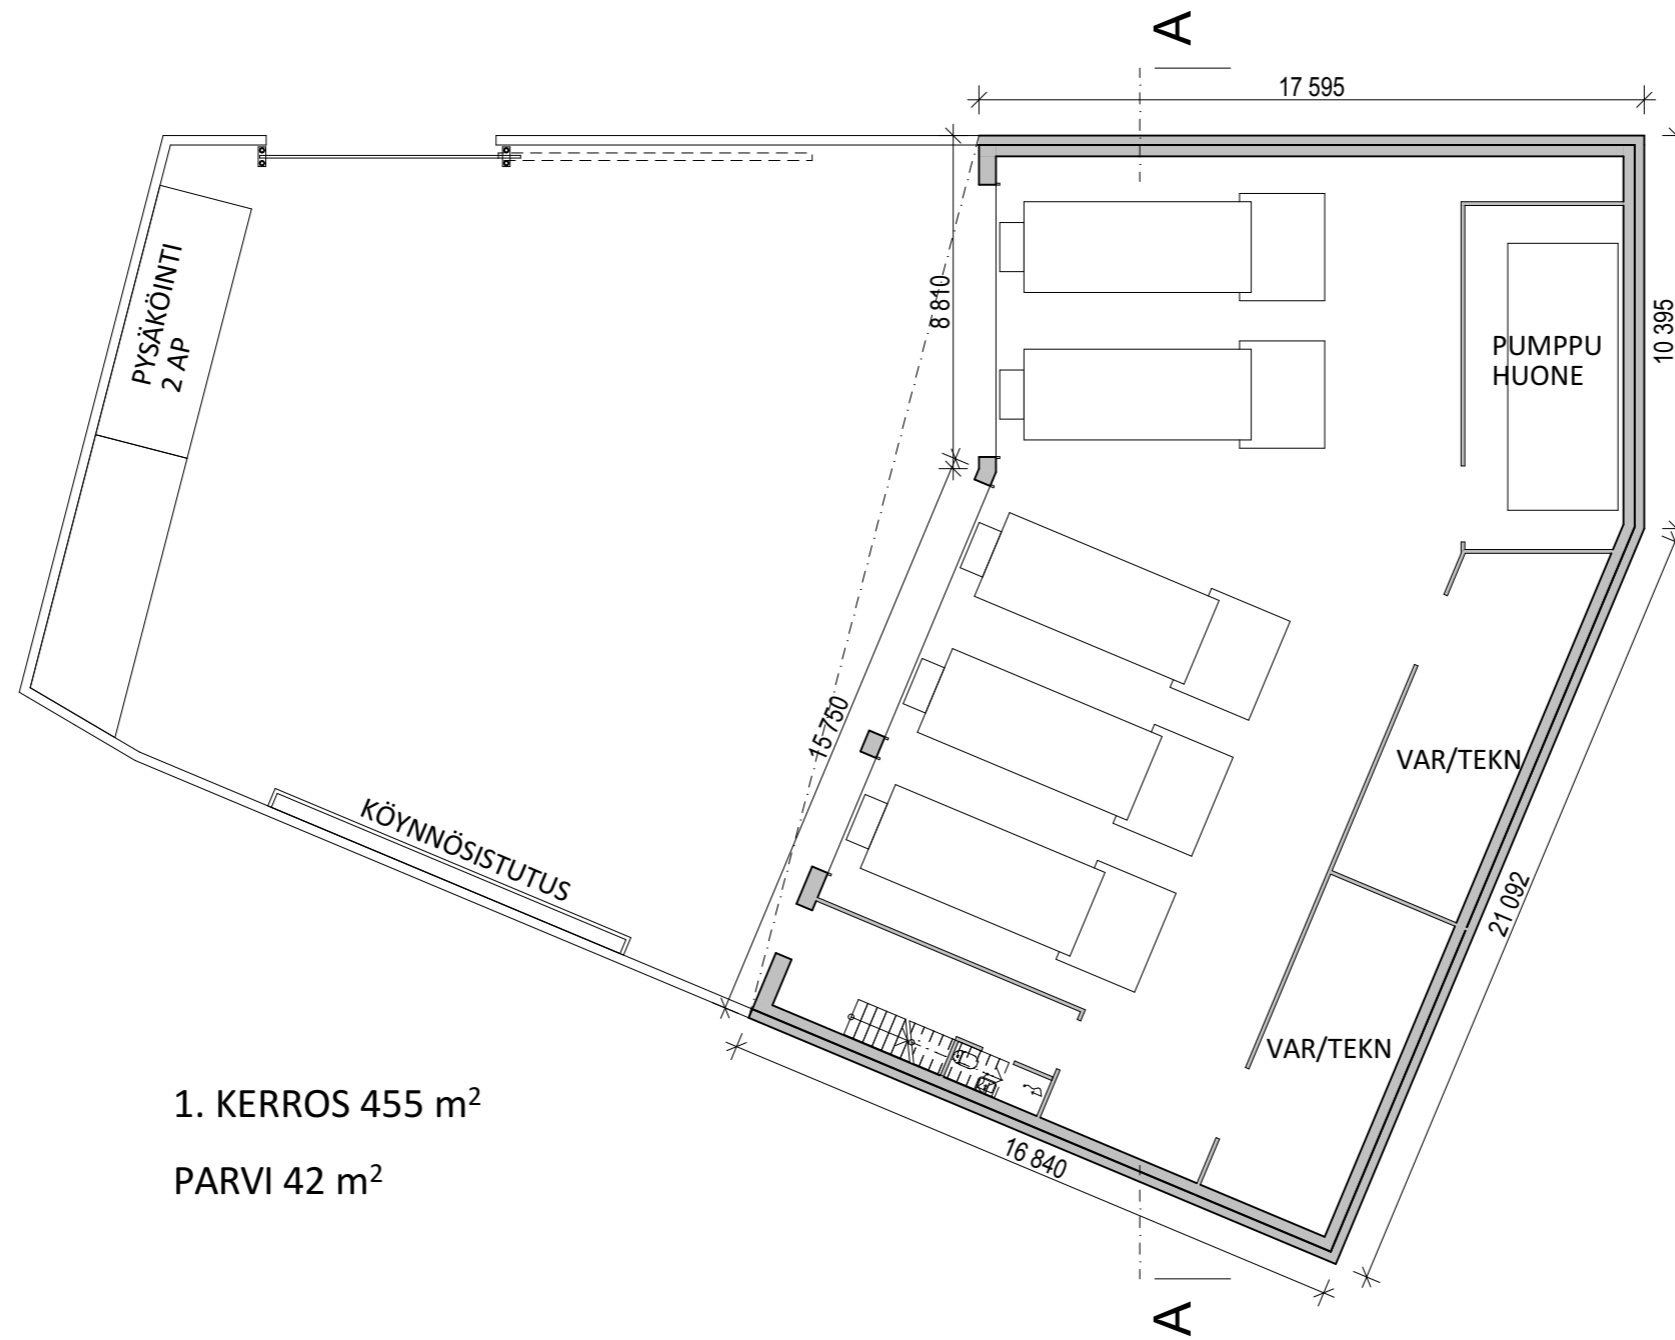 A
17 595
PYSÄKÖINTI
2 AP
8 810
10 395
PUMPPU
HUONE
15 750
VAR/TEKN
KÖYNNÖSISTUTUS
21 092
VAR/TEKN
1. KERROS 455 m²
16 840
PARVI 42 m²
A